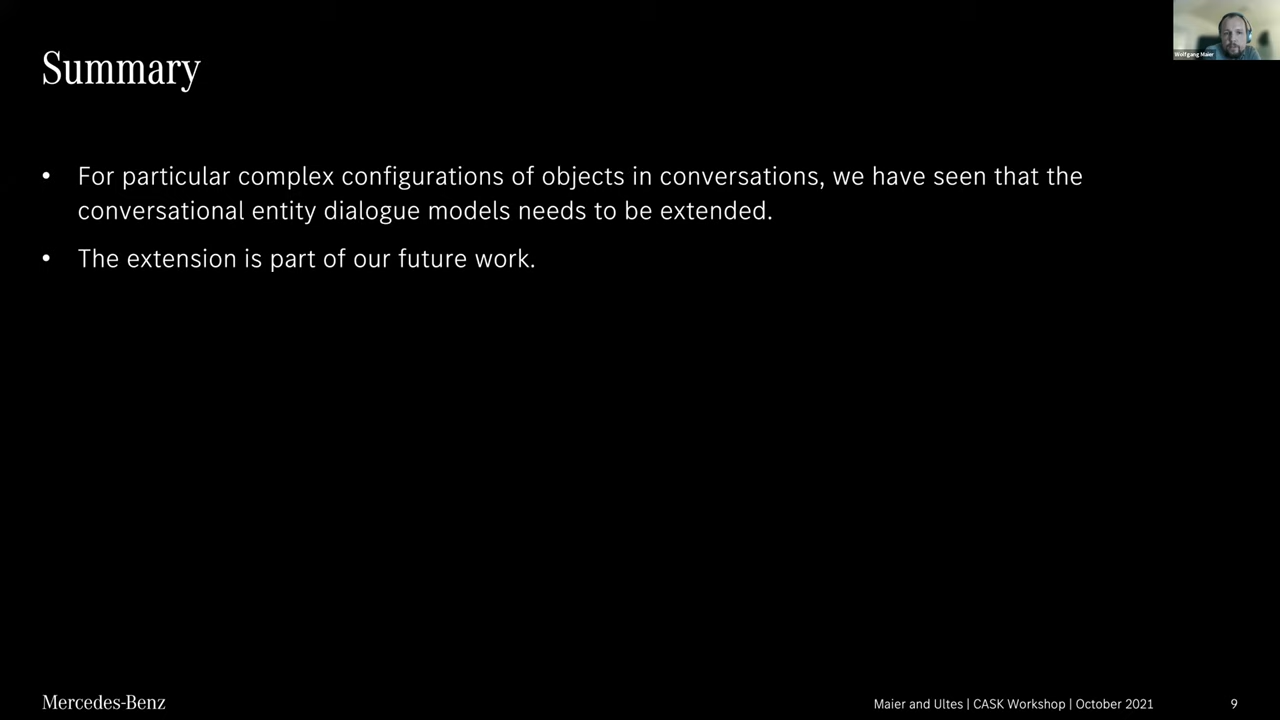 Wolfgang Maier
Summary
• For particular complex configurations of objects in conversations, we have seen that the
conversational entity dialogue models needs to be extended.
• The extension is part of our future work.
Mercedes-Benz
Maier and Ultes | CASK Workshop | October 2021
9